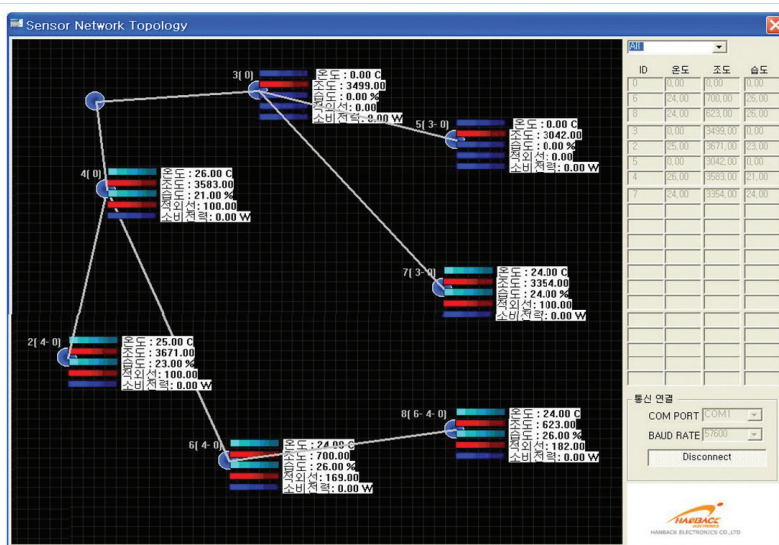 Sensor Network Topology
3( 0)
온도 : 0.00 C
조도 : 3499.00
습도 : 0.00 %
적외선: 0.00
소비전력: 0.00 W
5( 3- 0)
온도 : 0.00 C
조도 : 3042.00
습도 : 0.00 %
적외선: 0.00
소비전력: 0.00 W
4( 0)
온도 : 26.00 C
조도 : 3583.00
습도 : 21.00 %
적외선: 100.00
소비전력: 0.00 W
7( 3- 0)
온도 : 24.00 C
조도 : 3354.00
습도 : 24.00 %
적외선: 100.00
소비전력: 0.00 W
2( 4- 0)
온도 : 25.00 C
조도 : 3671.00
습도 : 23.00 %
적외선: 100.00
소비전력: 0.00 W
8( 6- 4- 0)
온도 : 24.00 C
조도 : 623.00
습도 : 26.00 %
적외선: 182.00
소비전력: 0.00 W
6( 4- 0)
온도 : 24.00 C
조도 : 700.00
습도 : 26.00 %
적외선: 169.00
소비전력: 0.00 W
All
ID 온도 조도 습도
0 0,00 0,00 0,00
6 24,00 700,00 26,00
8 24,00 623,00 26,00
3 0,00 3499,00 0,00
2 25,00 3671,00 23,00
5 0,00 3042,00 0,00
4 26,00 3583,00 21,00
7 24,00 3354,00 24,00
통신 연결
COM PORT COM1
BAUD RATE 57600
Disconnect
HANBACK
ELECTRONICS
HANBACK ELECTRONICS CO.,LTD